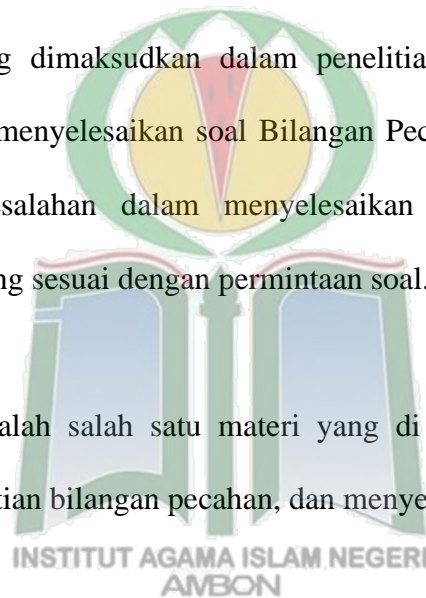 g dimaksudkan dalam penelitia
menyelesaikan soal Bilangan Pec
esalahan dalam menyelesaikan
ng sesuai dengan permintaan soal.
alah salah satu materi yang di
tian bilangan pecahan, dan menye
INSTITUT AGAMA ISLAM NEGERI
AMBON